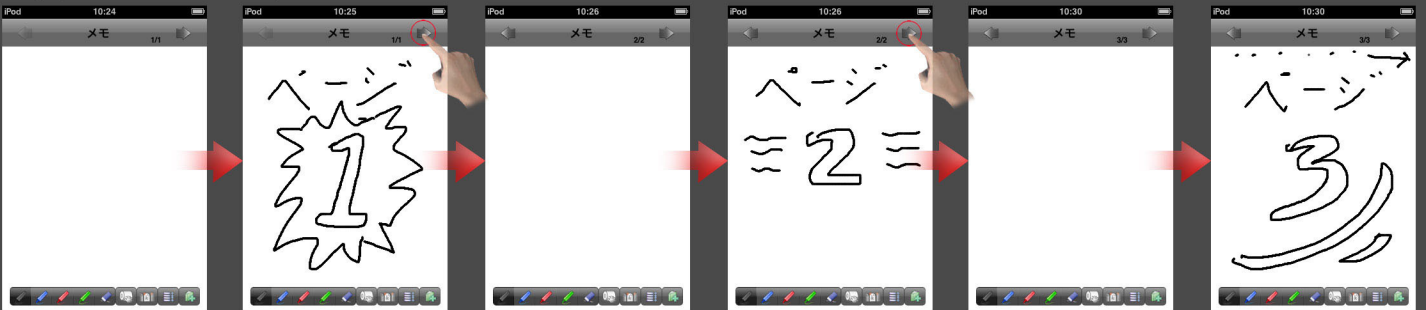 iPod 10:24
メモ
1/1
iPod 10:25
メモ
1/1
ページ
1
iPod 10:26
メモ
2/2
iPod 10:26
メモ
2/2
ページ
2
iPod 10:30
メモ
3/3
iPod 10:30
メモ
3/3
ページ
3